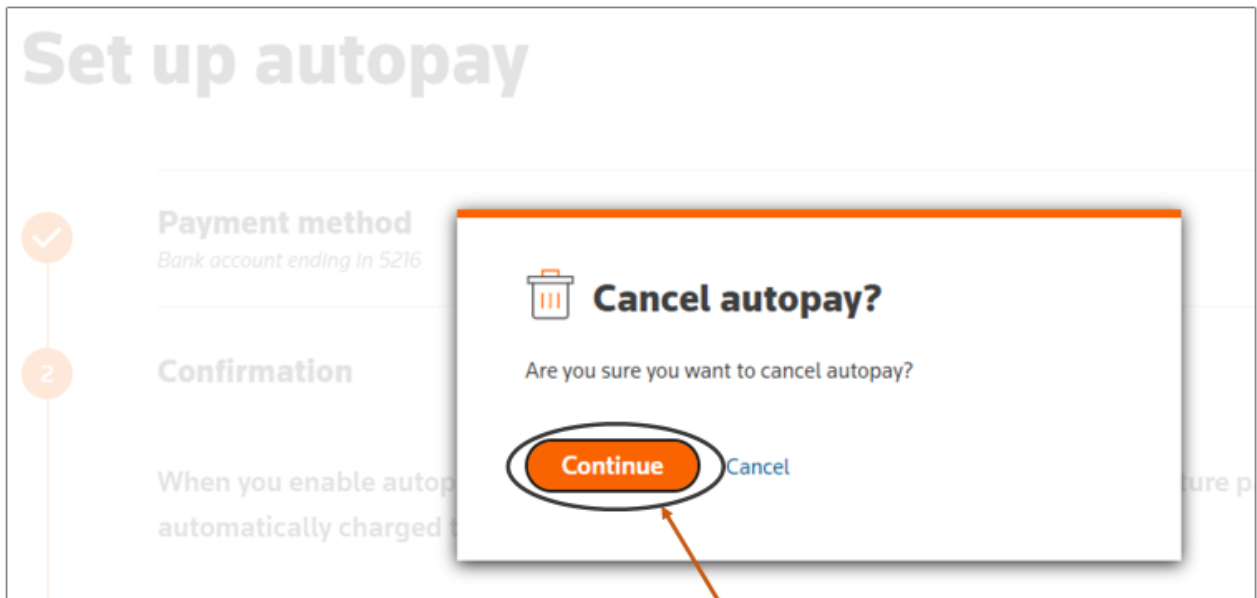 Set up autopay
Payment method
Bank account ending in 5216
Cancel autopay?
Are you sure you want to cancel autopay?
Continue
Cancel
2
Confirmation
When you enable autop
ture p
automatically charged t